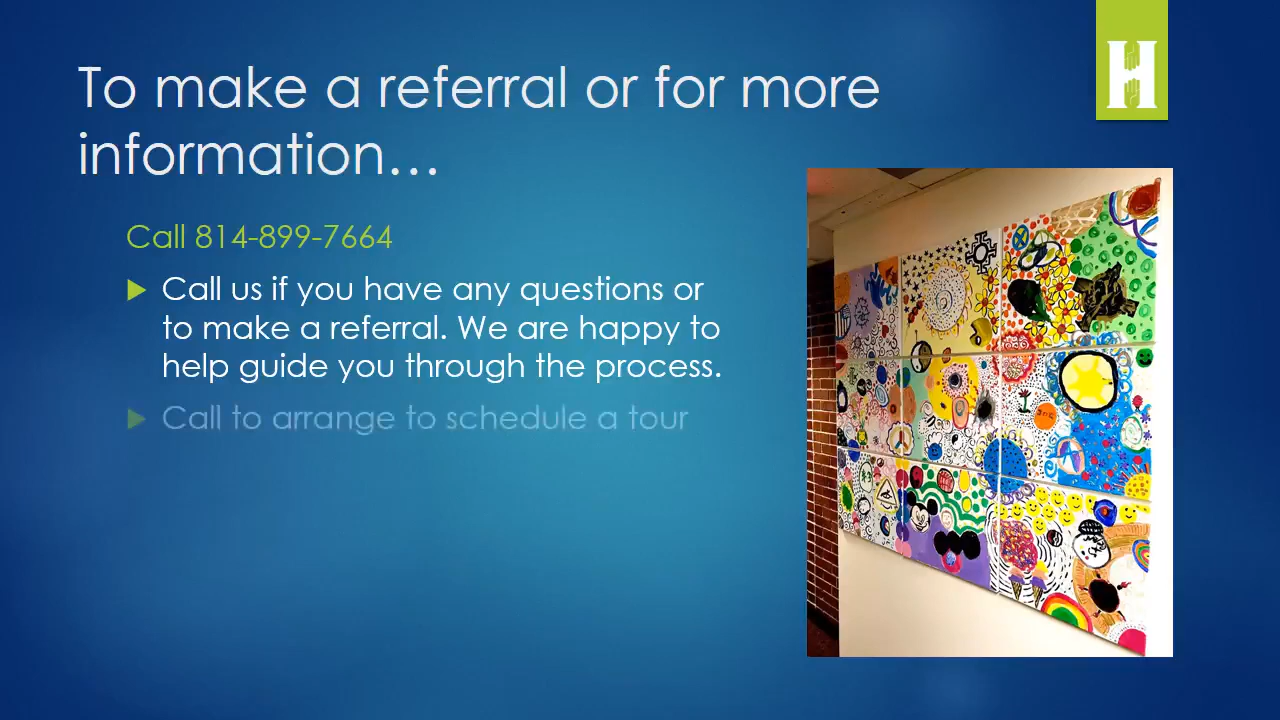 To make a referral or for more
information…
H
Call 814-899-7664
Call us if you have any questions or
to make a referral. We are happy to
help guide you through the process.
Call to arrange to schedule a tour